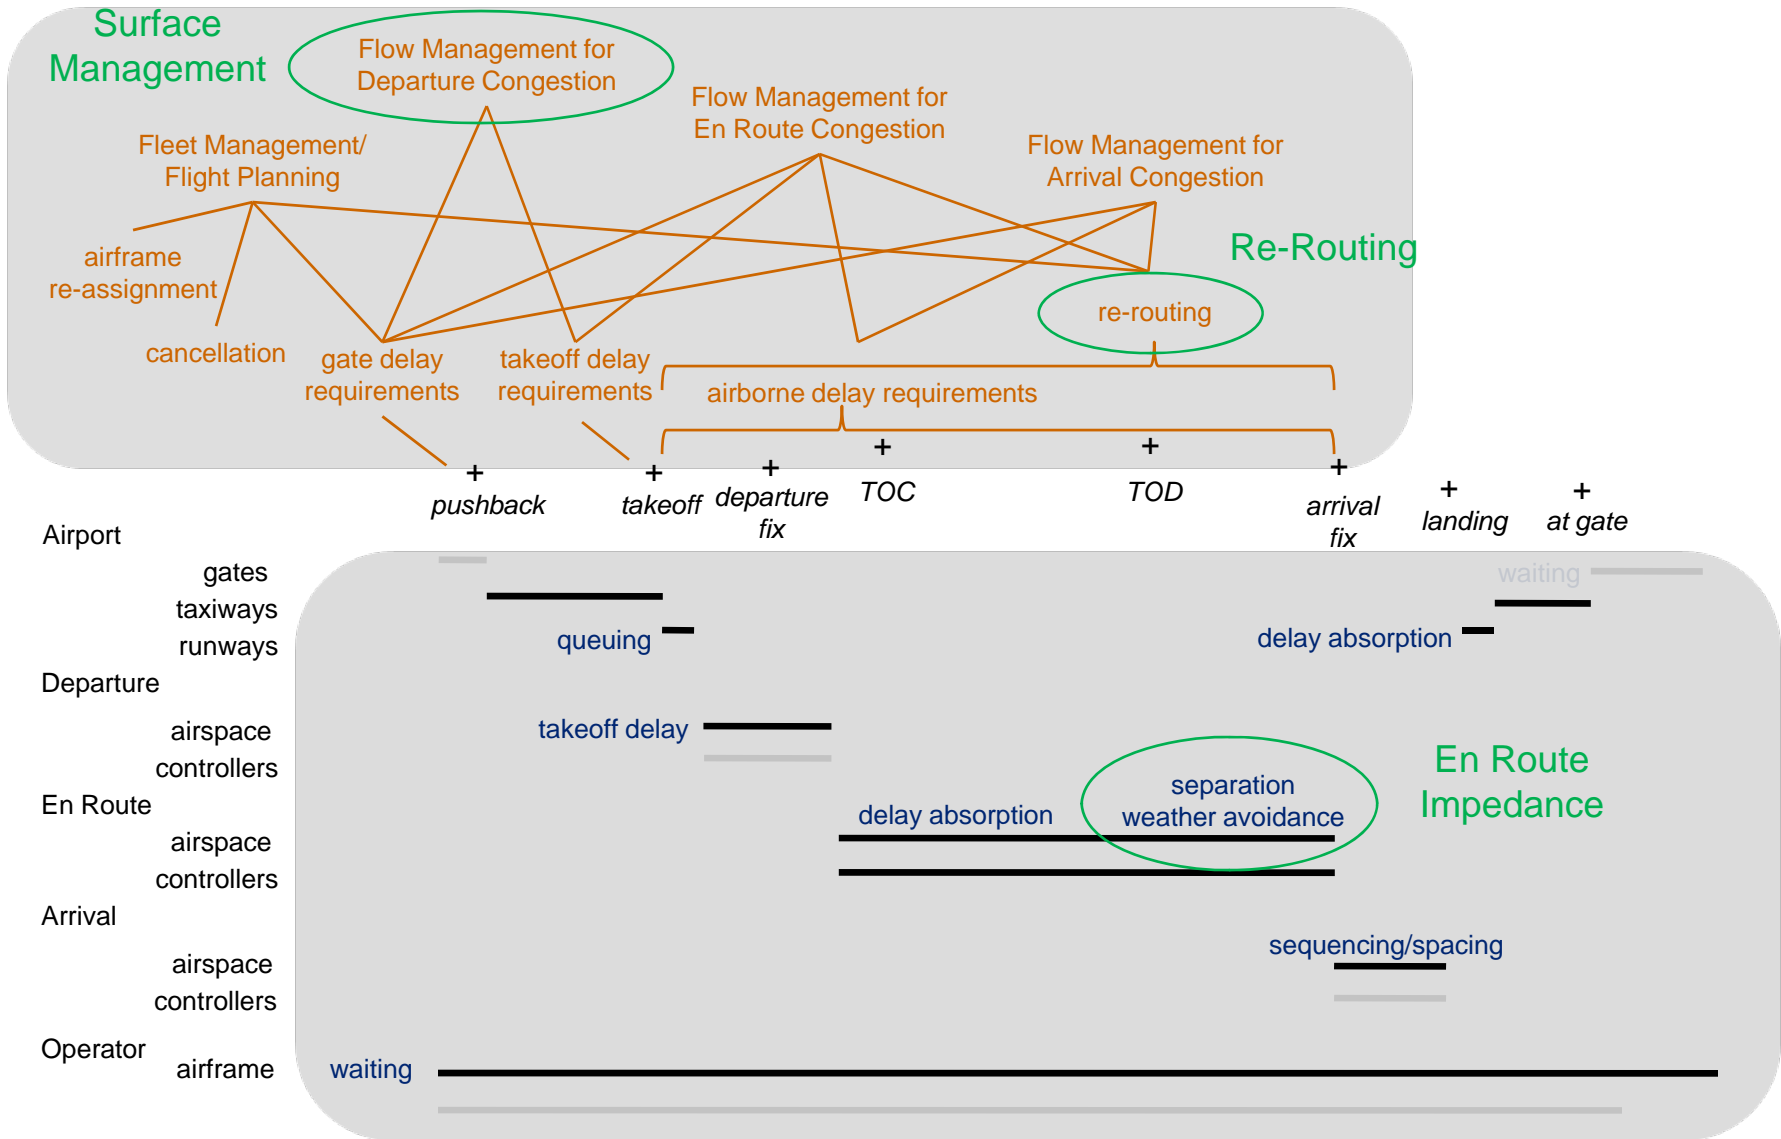 Surface
Management
Flow Management for
Departure Congestion
Flow Management for
En Route Congestion
Fleet Management/
Flight Planning
Flow Management for
Arrival Congestion
Re-Routing
airframe
re-assignment
re-routing
cancellation
gate delay
requirements
takeoff delay
requirements
airborne delay requirements
+ + + + + + + +
pushback
takeoff
departure
fix
TOC
TOD
arrival
fix
landing
at gate
Airport
gates
waiting
taxiways
runways
queuing
delay absorption
Departure
airspace
takeoff delay
controllers
En Route
Impedance
En Route
separation
weather avoidance
delay absorption
airspace
controllers
Arrival
sequencing/spacing
airspace
controllers
Operator
airframe
waiting